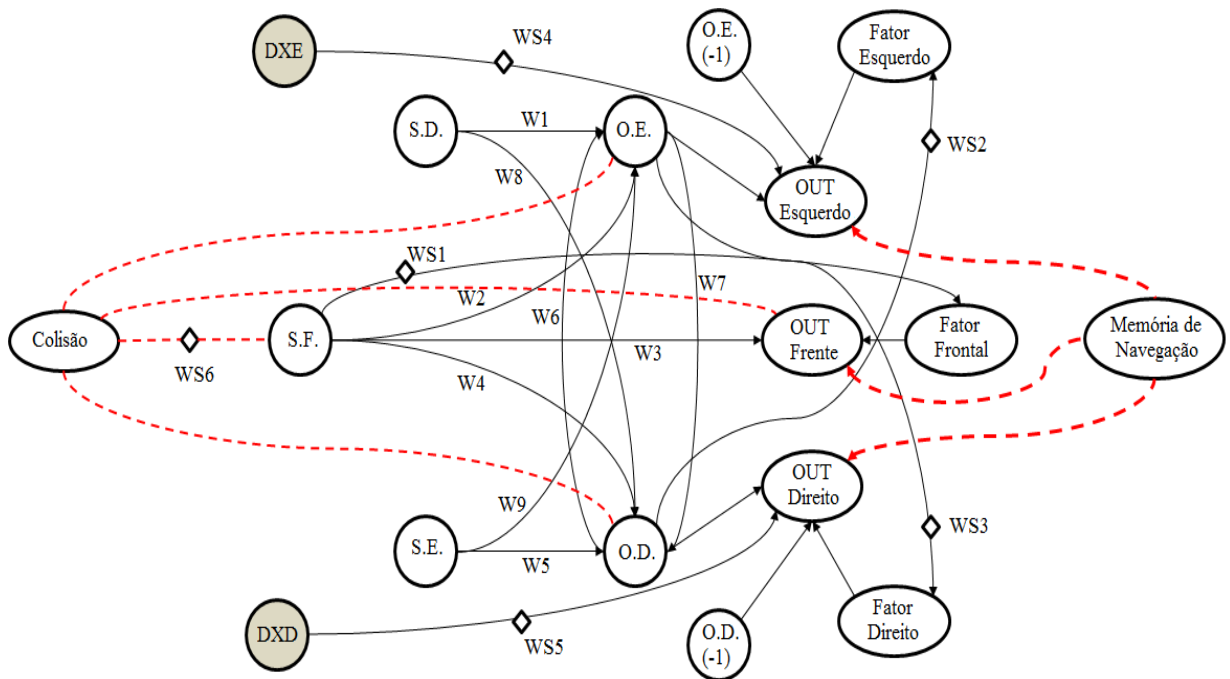 DXE
WS4
O.E.
(-1)
Fator
Esquerdo
S.D.
W1
O.E.
WS2
W8
OUT
Esquerdo
WS1
W2
W6
W7
Colisão
WS6
S.F.
W3
OUT
Frente
Fator
Frontal
Memória de
Navegação
W4
W9
OUT
Direito
WS3
S.E.
W5
O.D.
DXD
WS5
O.D.
(-1)
Fator
Direito